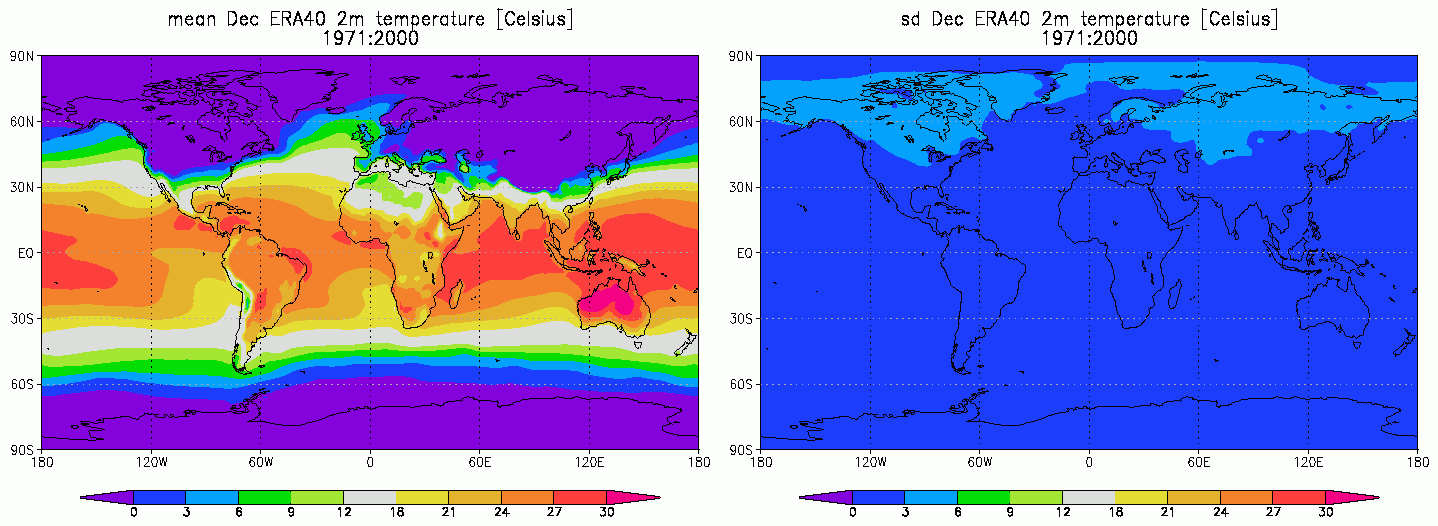 mean Dec ERA40 2m temperature [Celsius]
1971:2000
90N
60N
30N
EQ
30S
60S
90S
180 120W 60W 0 60E 120E 180
0 3 6 9 12 18 21 24 27 30
sd Dec ERA40 2m temperature [Celsius]
1971:2000
90N
60N
30N
EQ
30S
60S
90S
180 120W 60W 0 60E 120E 180
0 3 6 9 12 18 21 24 27 30